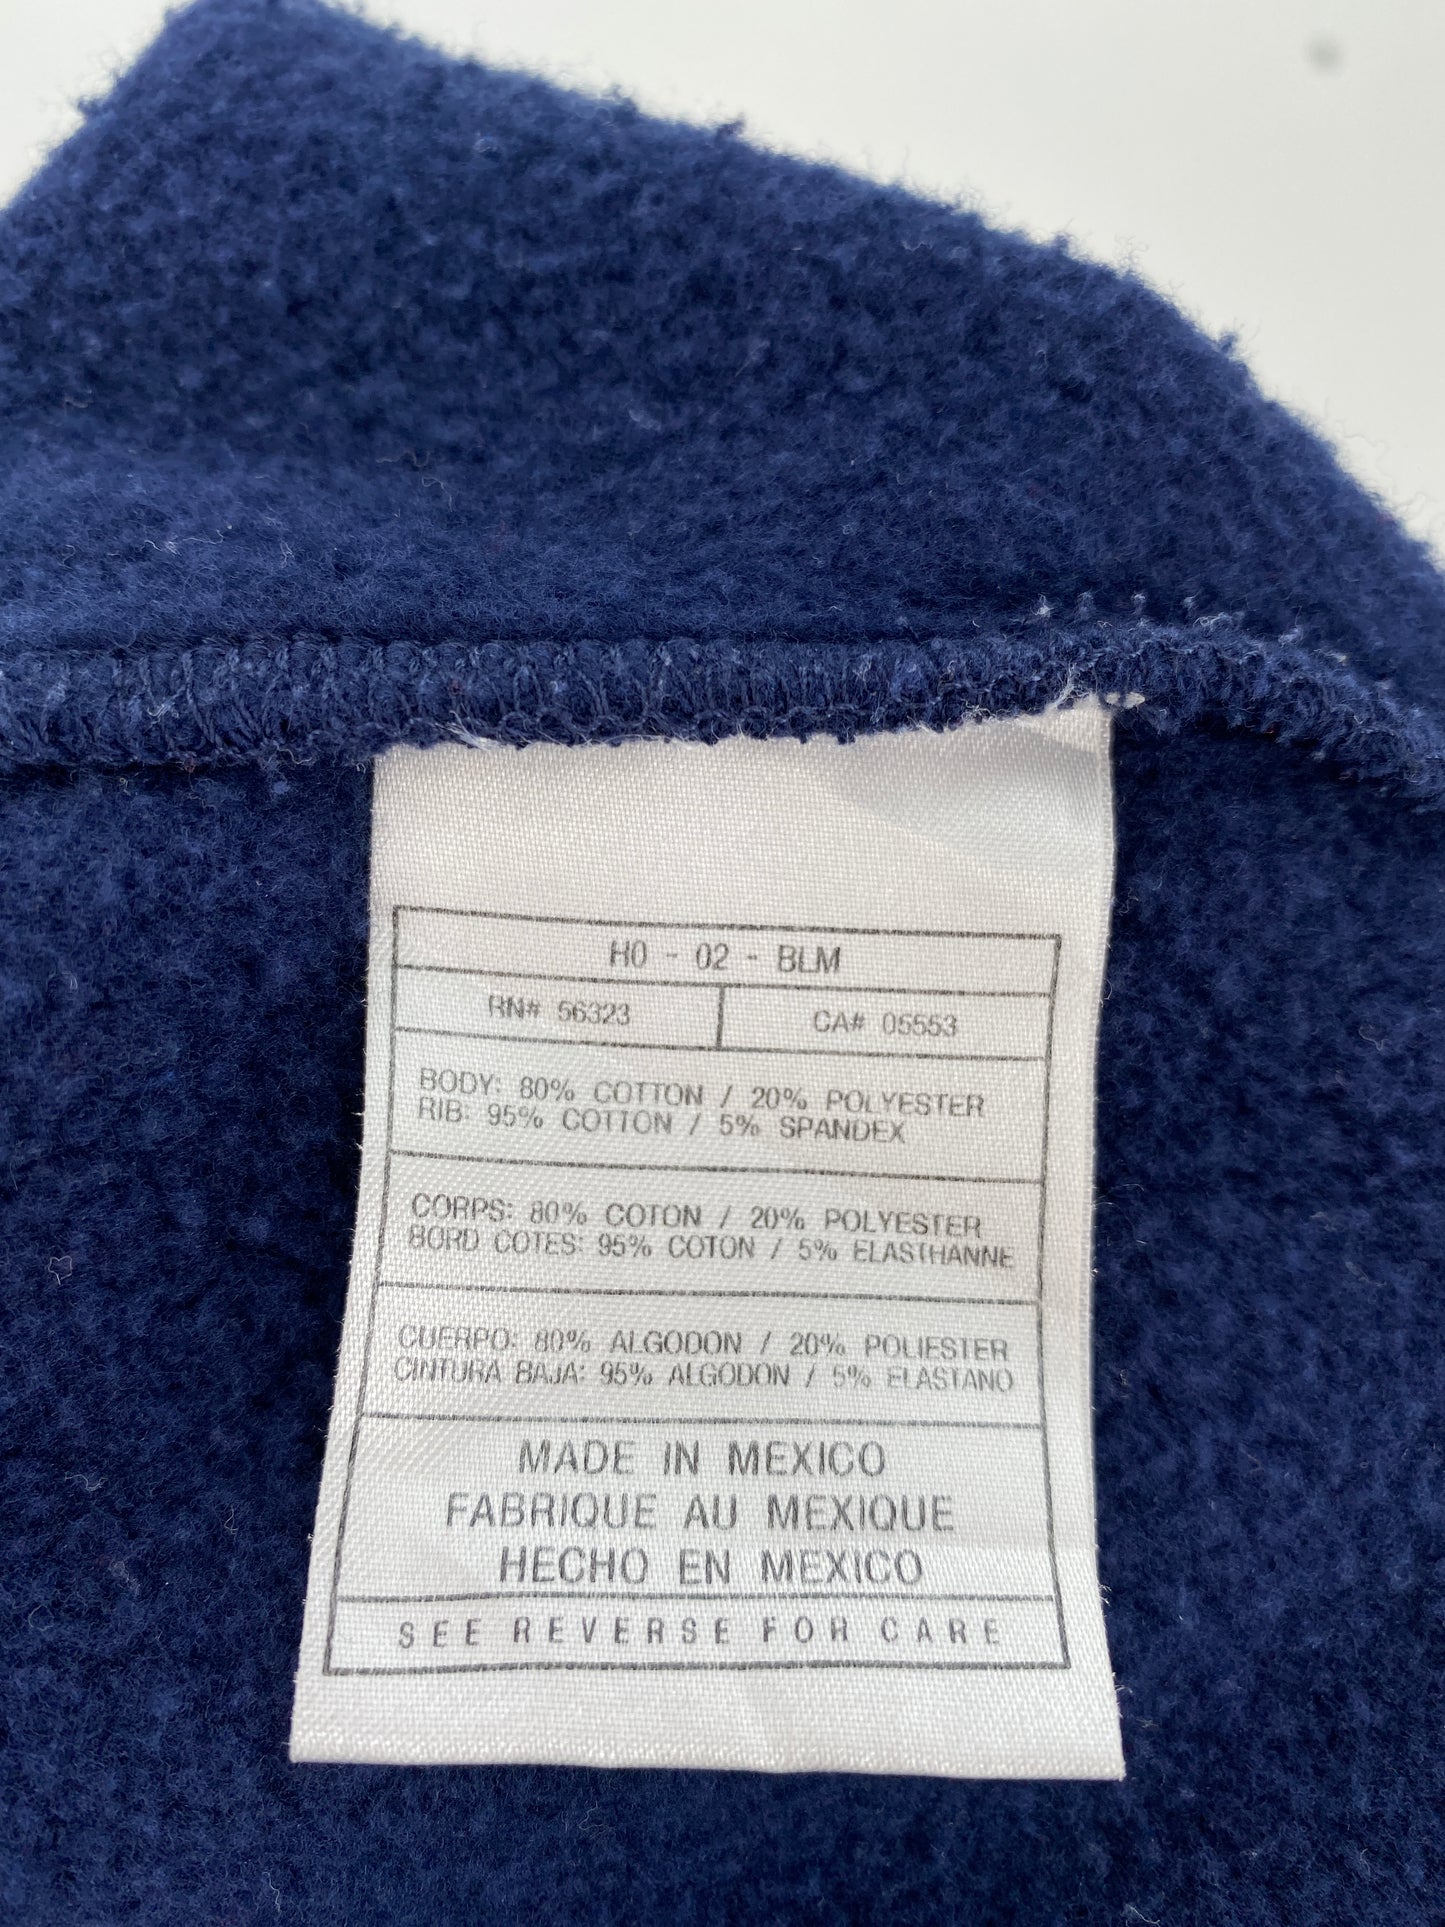 H0 - 02 - BLM
RN# 56323
CA# 05553
BODY: 80% COTTON / 20% POLYESTER
RIB: 95% COTTON / 5% SPANDEX
CORPS: 80% COTON / 20% POLYESTER
BORD COTES: 95% COTON / 5% ELASTHANNE
CUERPO: 80% ALGODON / 20% POLIESTER
CINTURA BAJA: 95% ALGODON / 5% ELASTANO
MADE IN MEXICO
FABRIQUE AU MEXIQUE
HECHO EN MEXICO
SEE REVERSE FOR CARE